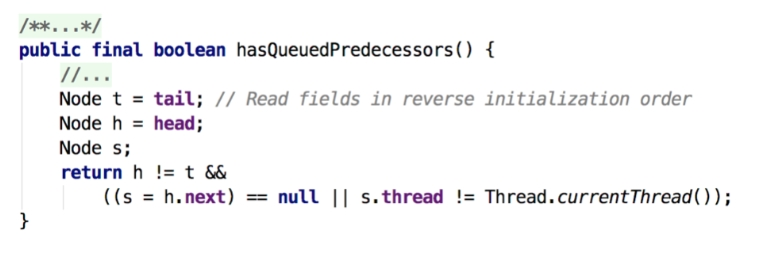 /**...*/
public final boolean hasQueuedPredecessors() {
//...
Node t = tail; // Read fields in reverse initialization order
Node h = head;
Node s;
return h != t &&
((s = h.next) == null || s.thread != Thread.currentThread());
}